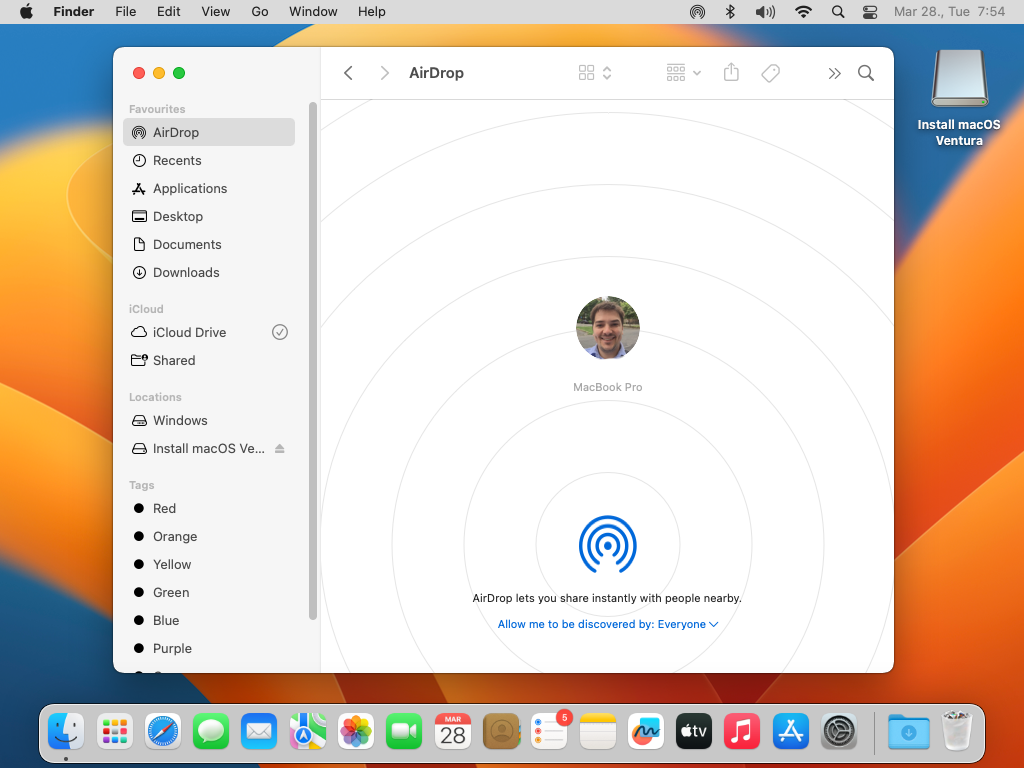 Finder File Edit View Go Window Help Mar 28., Tue 7:54
AirDrop
Favourites
AirDrop
Recents
Applications
Desktop
Documents
Downloads
iCloud
iCloud Drive
Shared
Locations
Windows
Install macOS Ve...
Tags
Red
Orange
Yellow
Green
Blue
Purple
MacBook Pro
AirDrop lets you share instantly with people nearby.
Allow me to be discovered by: Everyone
Install macOS
Ventura
MAR
28
5
tv